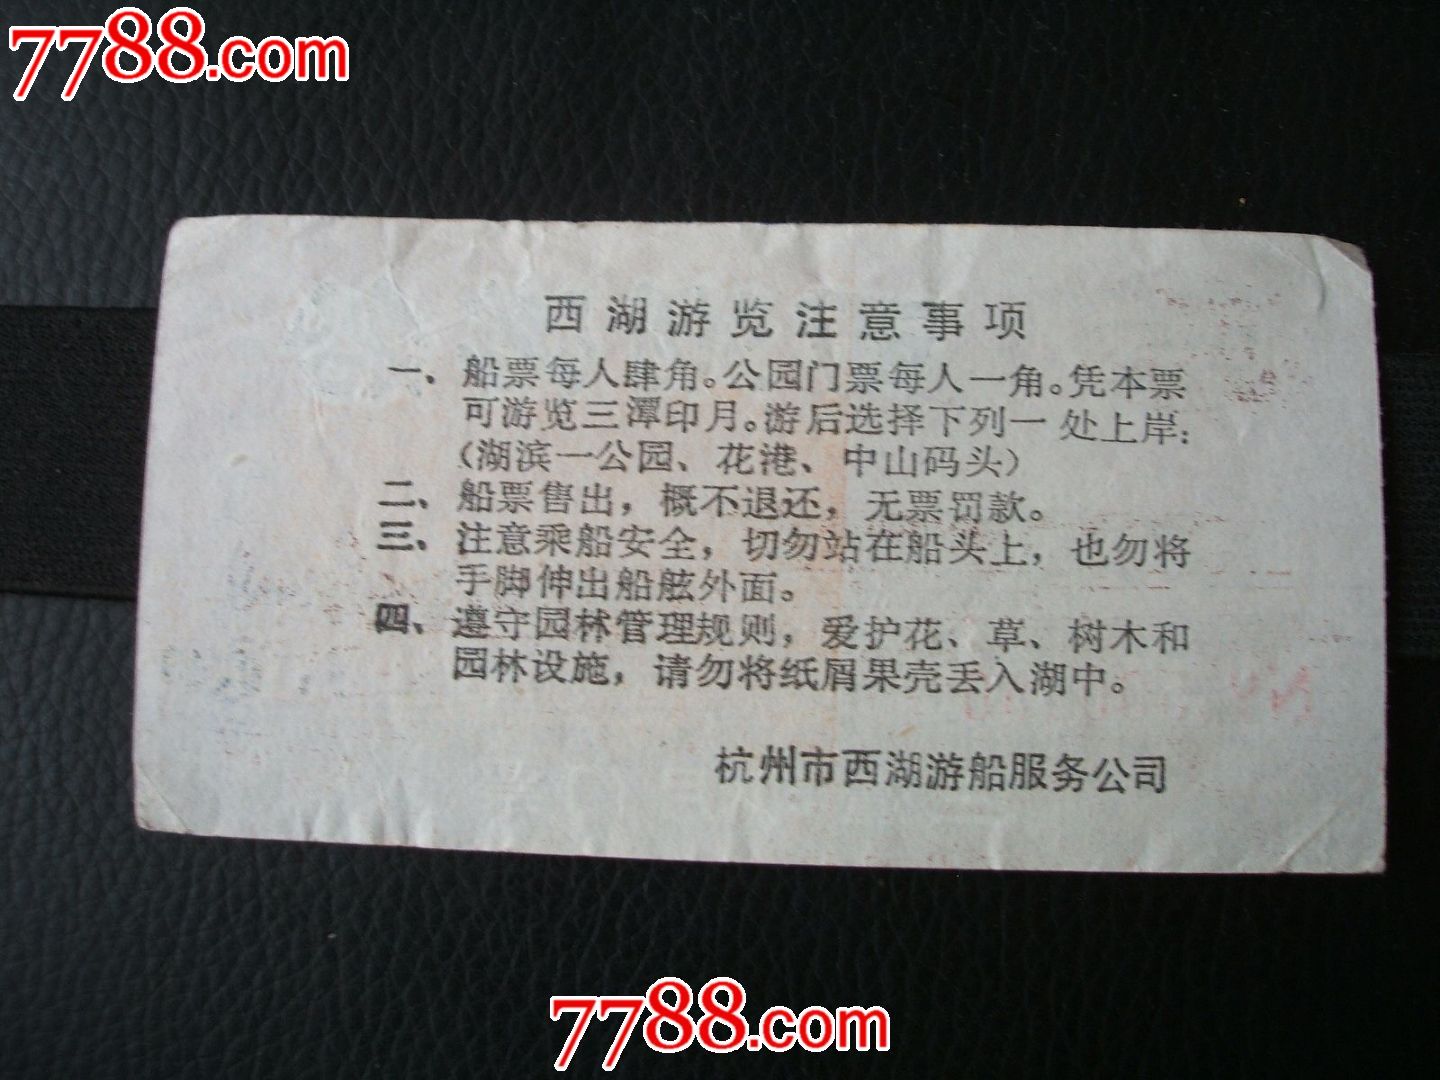 7788.com
西湖游览注意事项
一、船票每人肆角。公园门票每人一角。凭本票
可游览三潭印月。游后选择下列一处上岸：
（湖滨一公园、花港、中山码头）
二、船票售出，概不退还，无票罚款。
三、注意乘船安全，切勿站在船头上，也勿将
手脚伸出船舷外面。
四、遵守园林管理规则，爱护花、草、树木和
园林设施，请勿将纸屑果壳丢入湖中。
杭州市西湖游船服务公司
7788.com